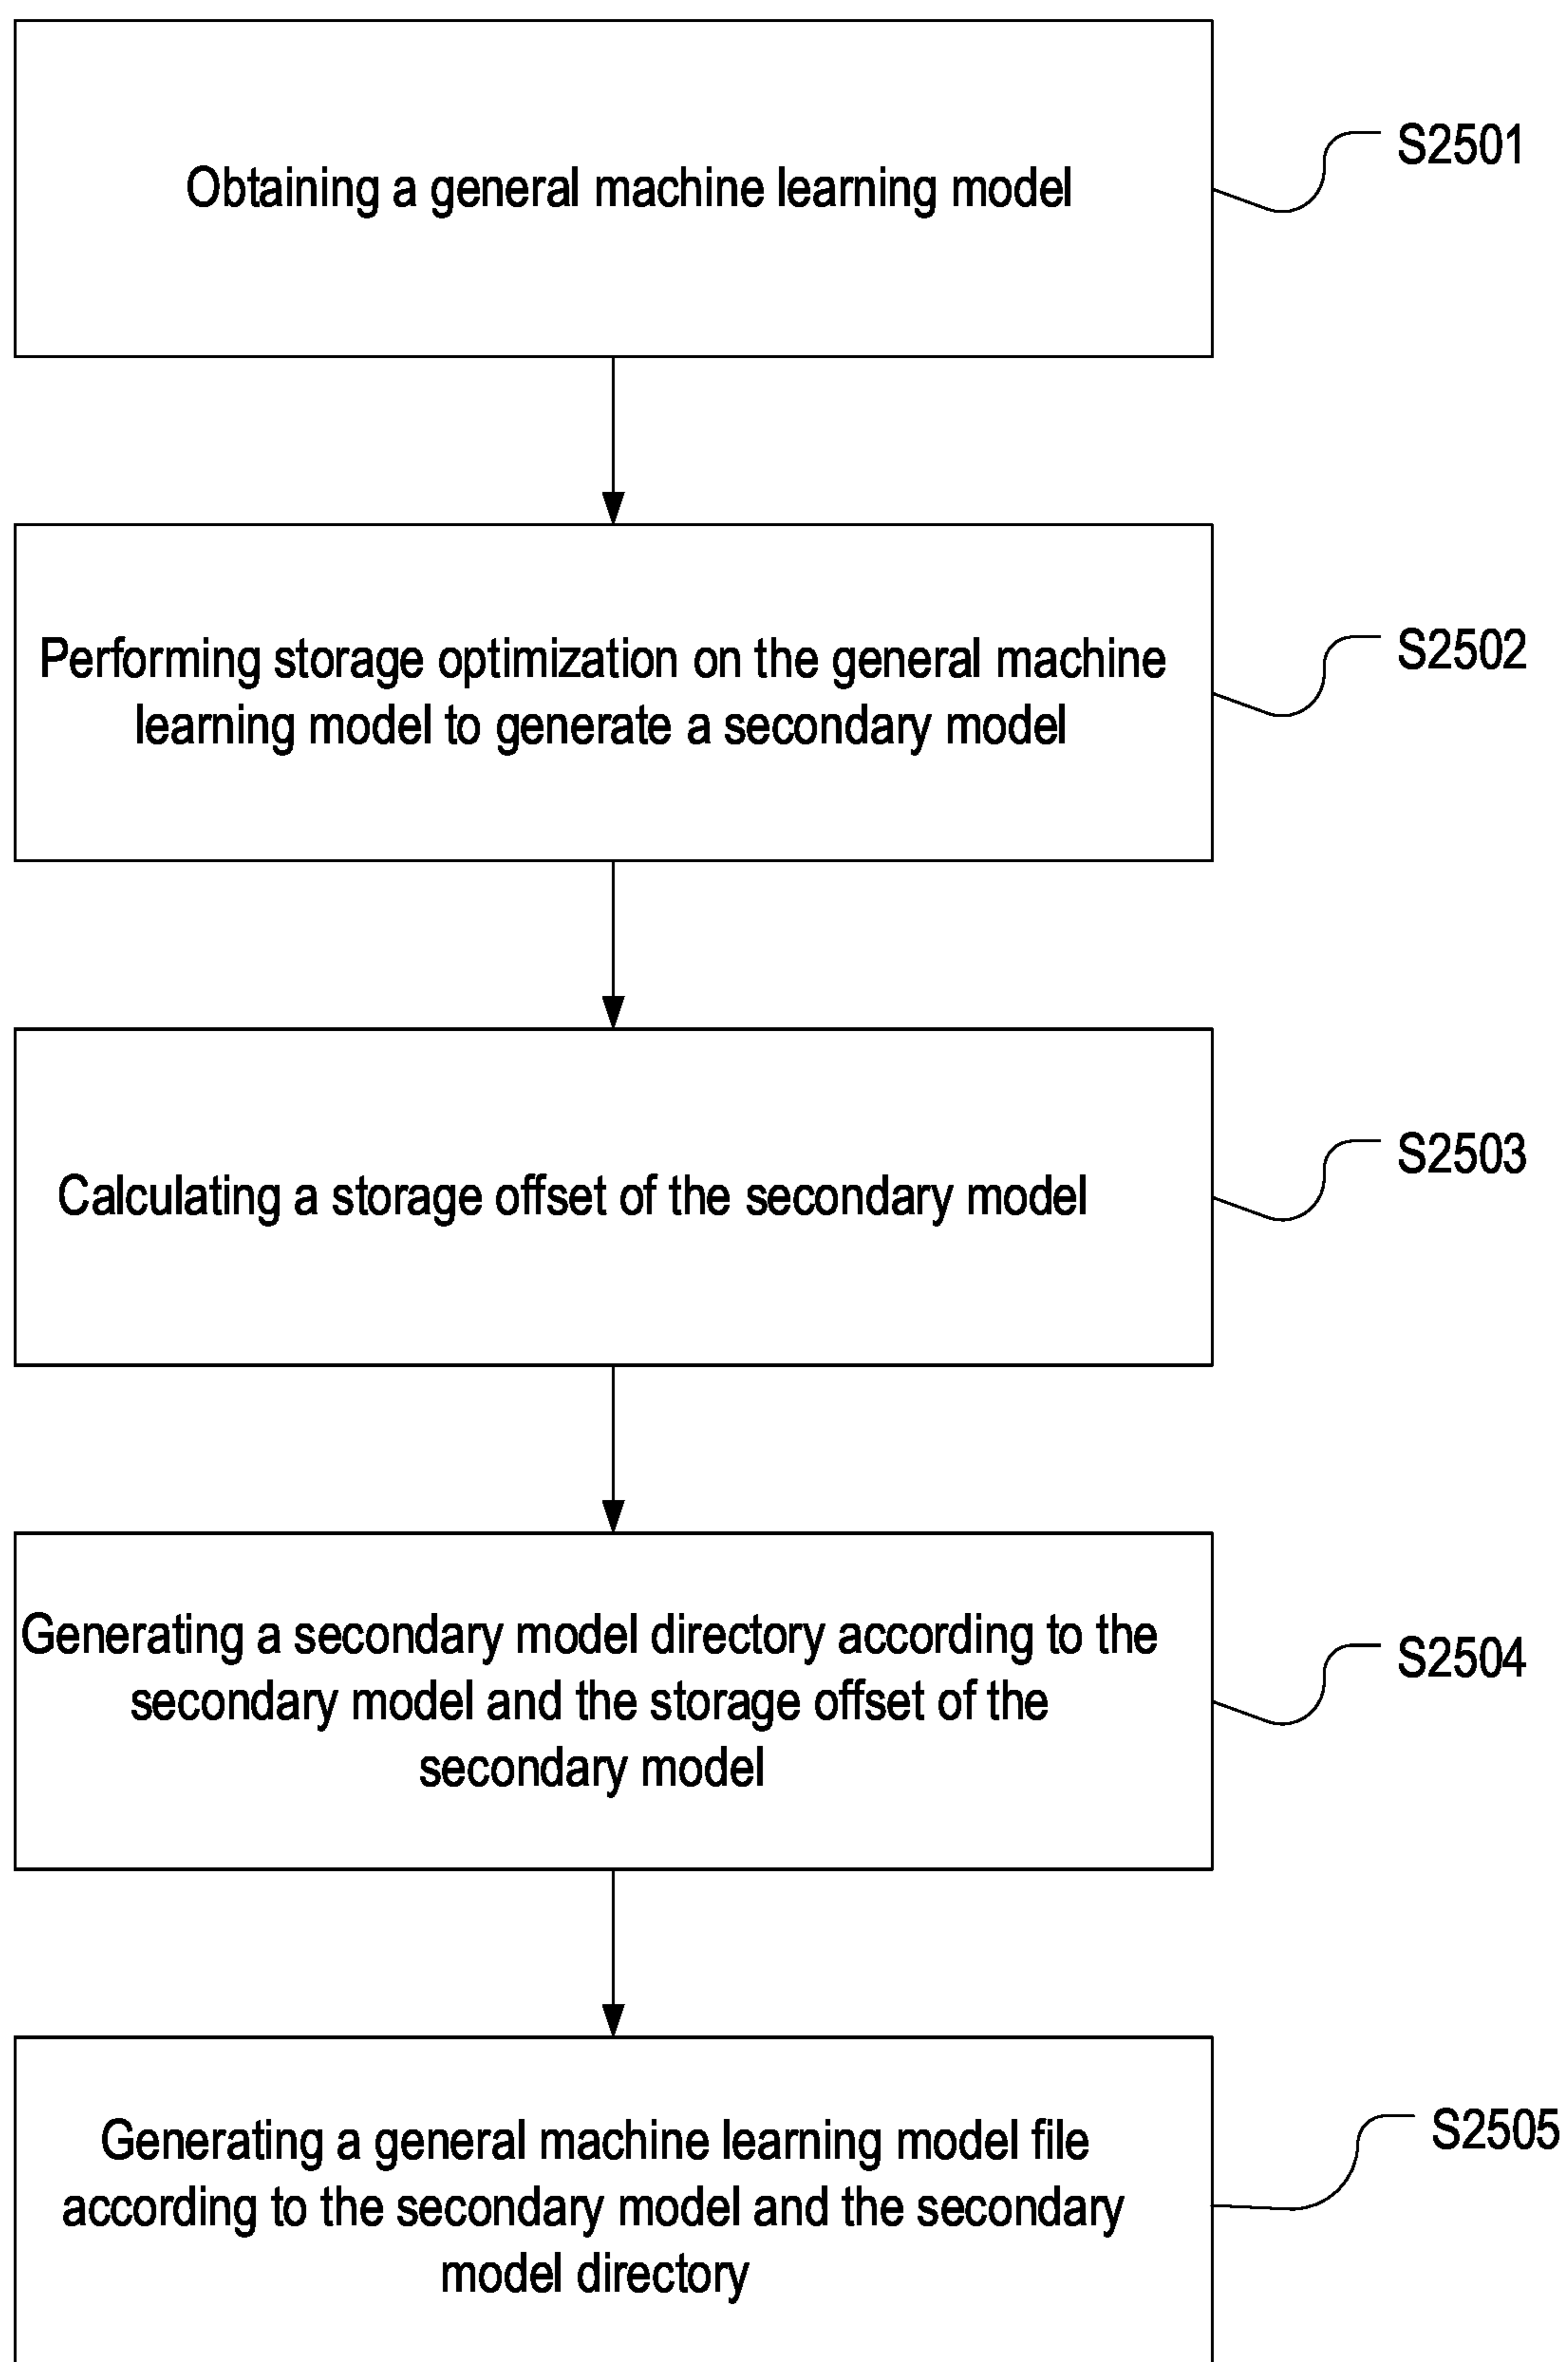 Obtaining a general machine learning model
S2501
Performing storage optimization on the general machine
learning model to generate a secondary model
S2502
Calculating a storage offset of the secondary model
S2503
Generating a secondary model directory according to the
secondary model and the storage offset of the
secondary model
S2504
Generating a general machine learning model file
according to the secondary model and the secondary
model directory
S2505